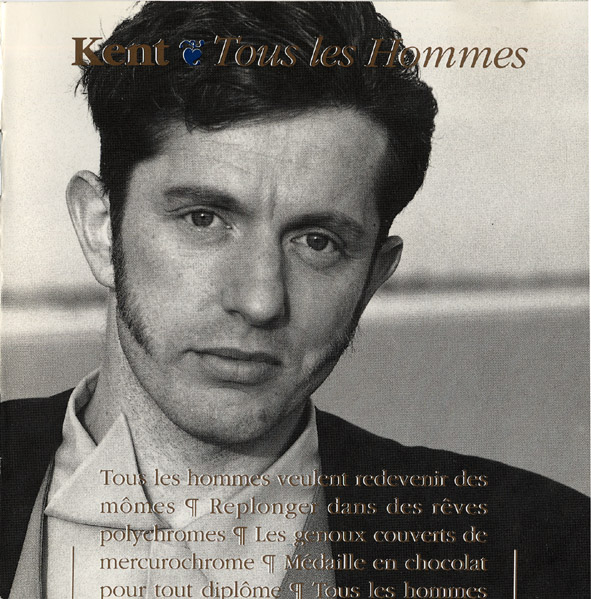 Kent Tous les Hommes
Tous les hommes veulent redevenir des
mômes ¶ Replonger dans des rêves
polychromes ¶ Les genoux couverts de
mercurochrome ¶ Médaille en chocolat
pour tout diplôme ¶ Tous les hommes